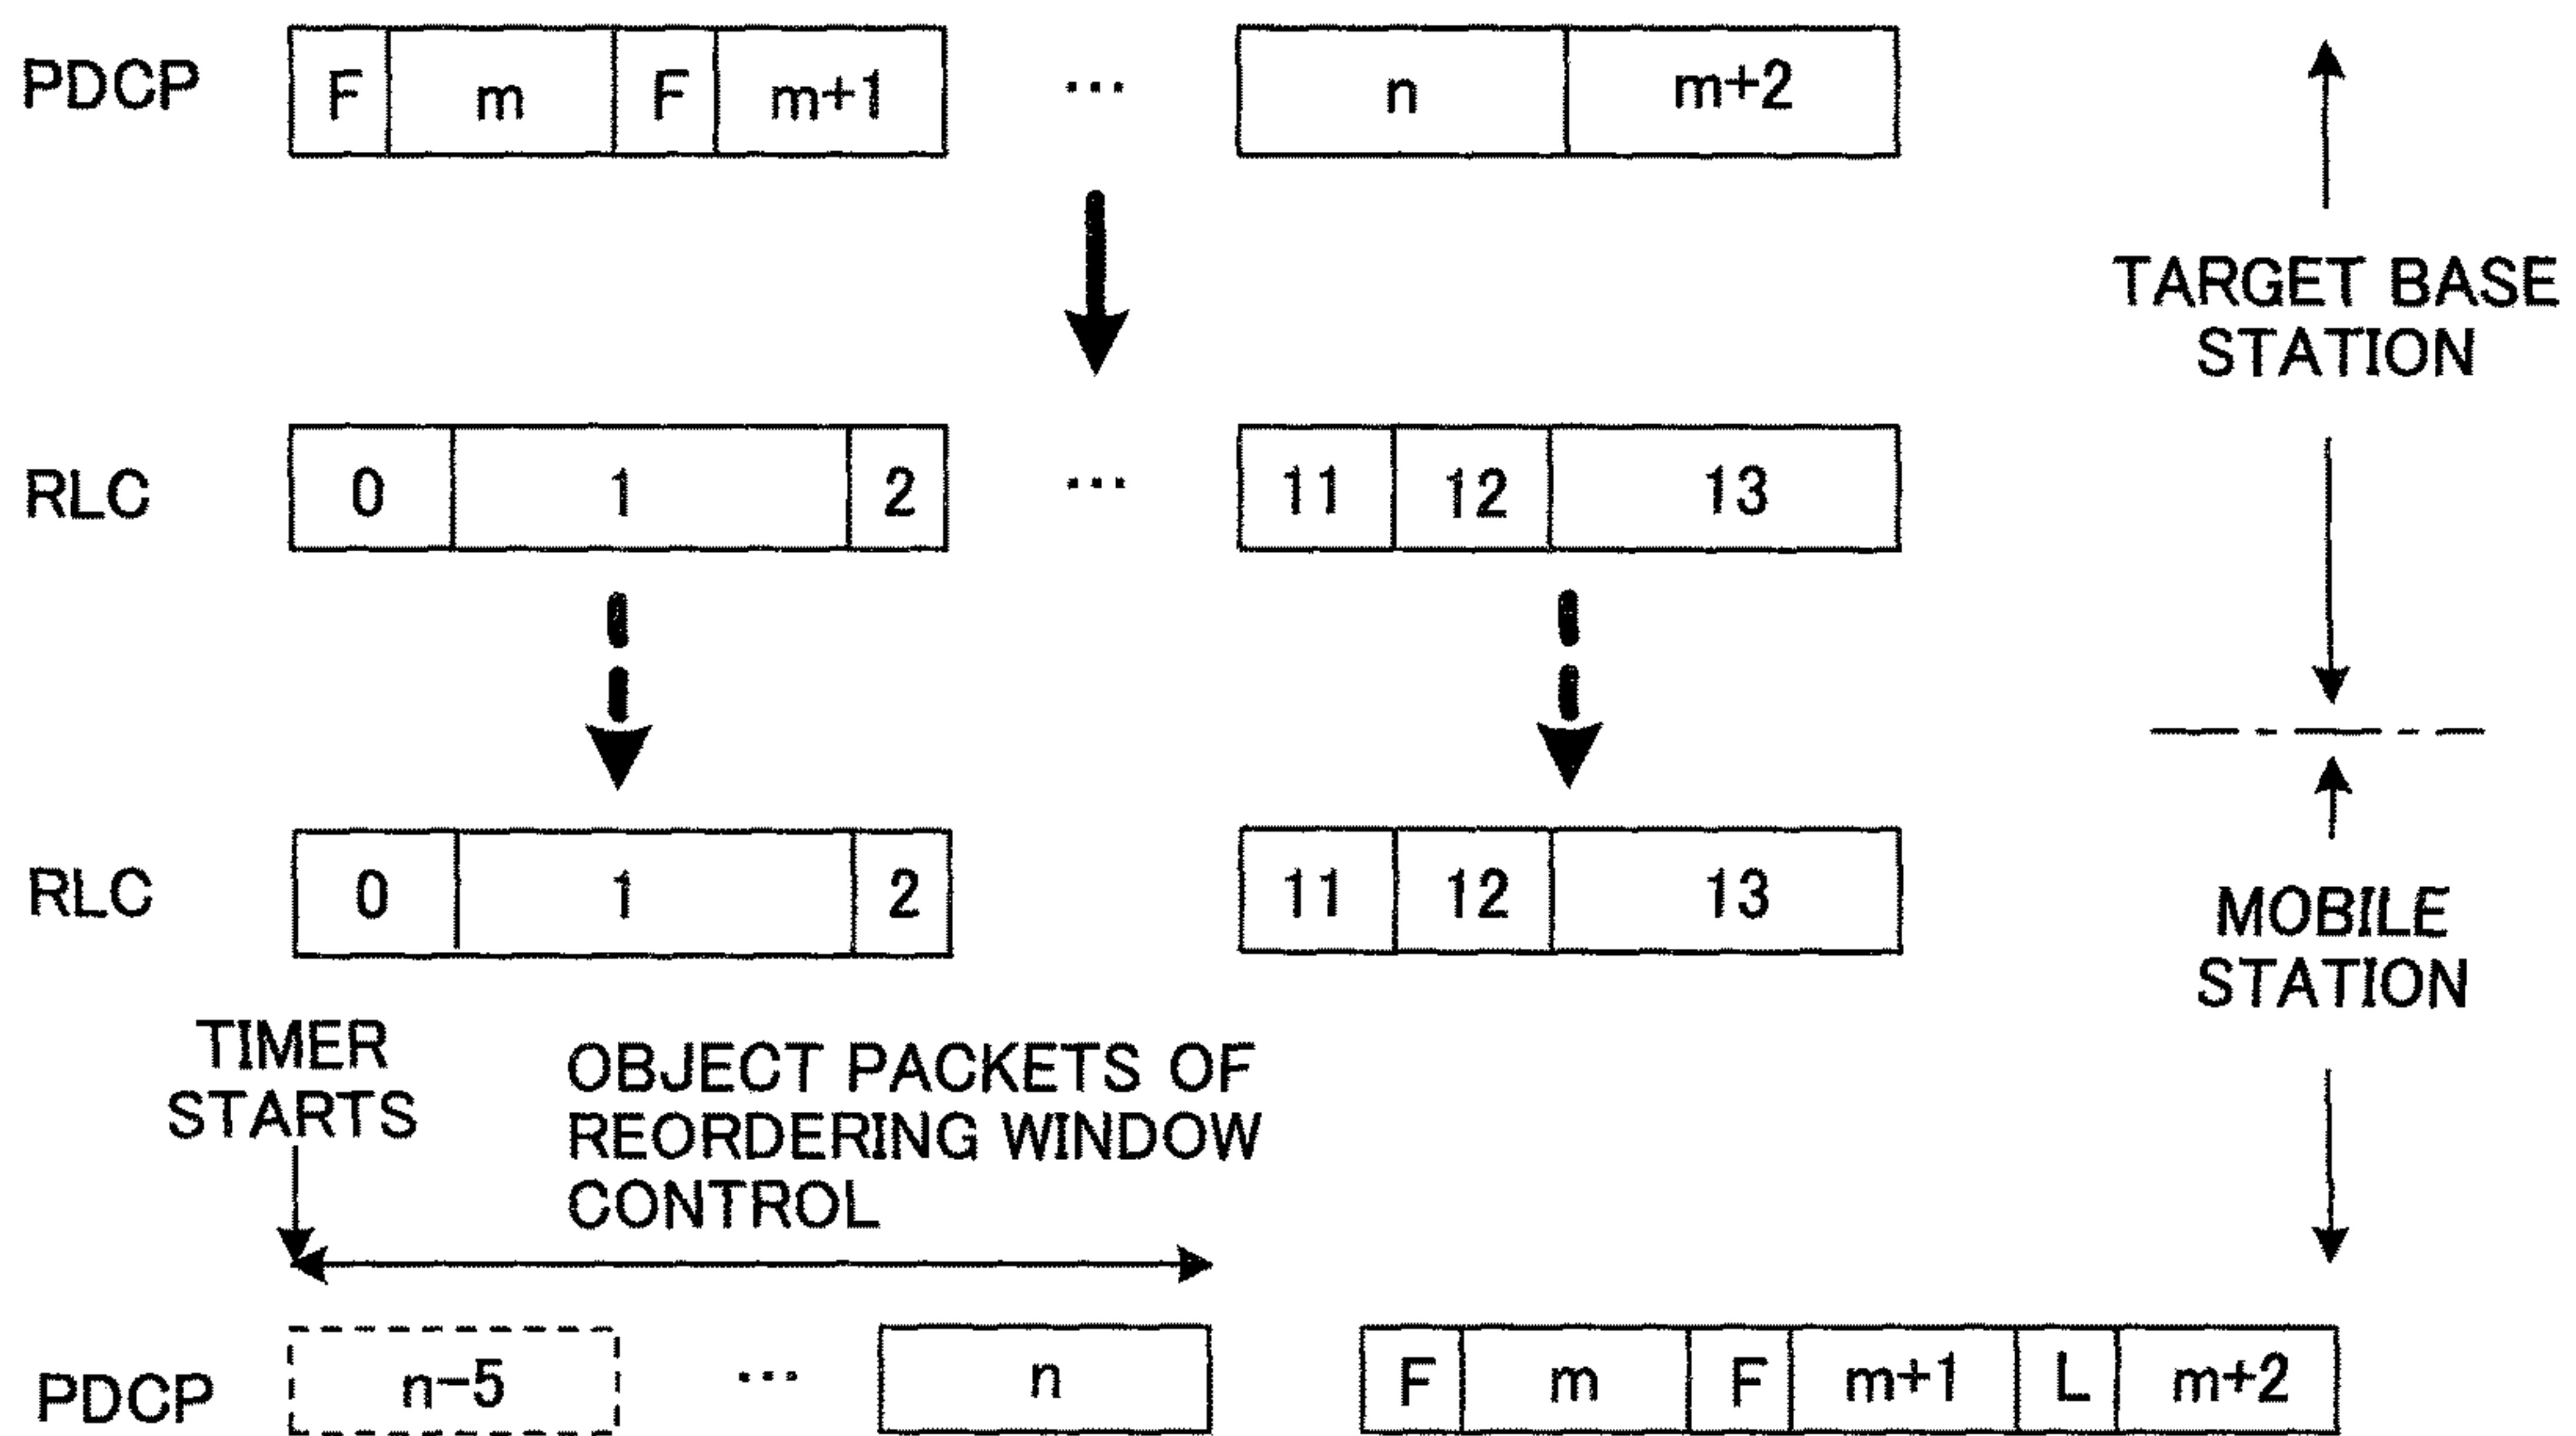 PDCP F m F m+1 ... n m+2
TARGET BASE
STATION
RLC 0 1 2 ... 11 12 13
RLC 0 1 2 11 12 13
MOBILE
STATION
TIMER
STARTS
OBJECT PACKETS OF
REORDERING WINDOW
CONTROL
PDCP n-5 ... n F m F m+1 L m+2